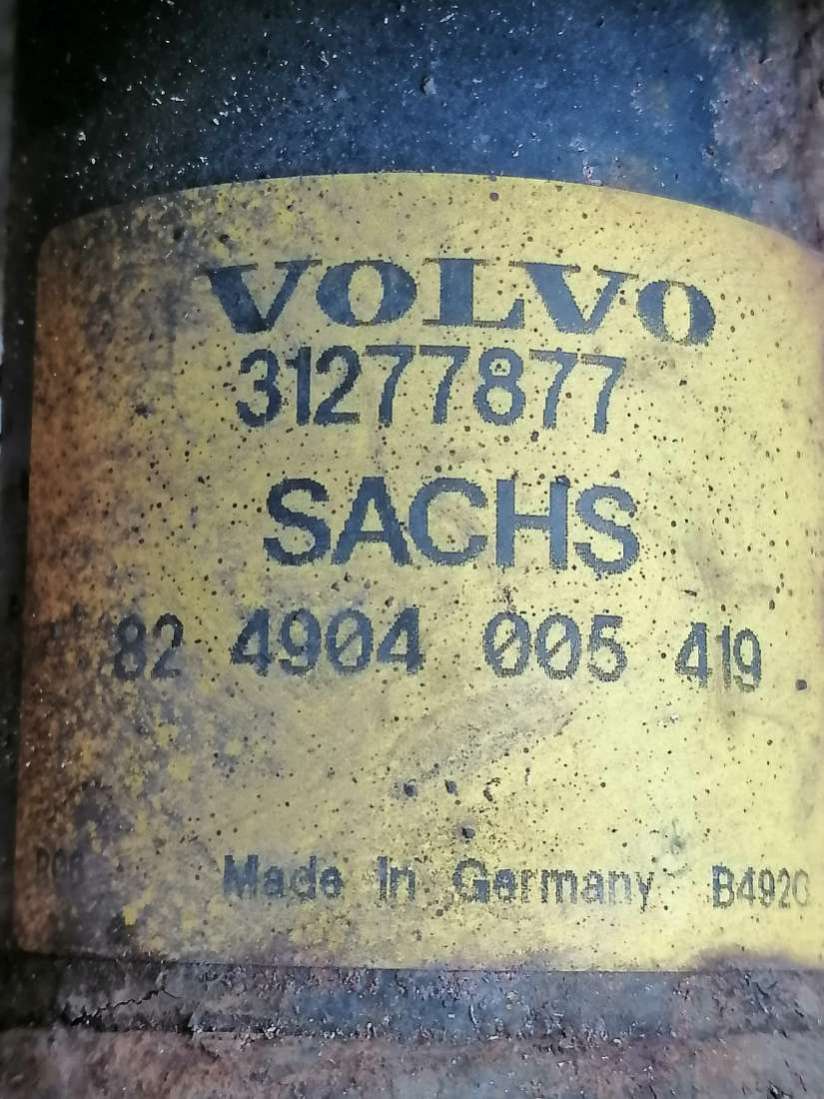 VOLVO
31277877
SACHS
82 4904 005 419
Made In Germany B4920